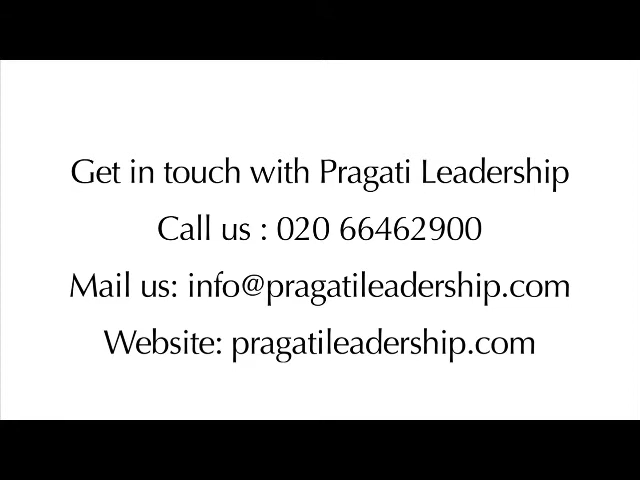 Get in touch with Pragati Leadership
Call us : 020 66462900
Mail us: info@pragatileadership.com
Website: pragatileadership.com